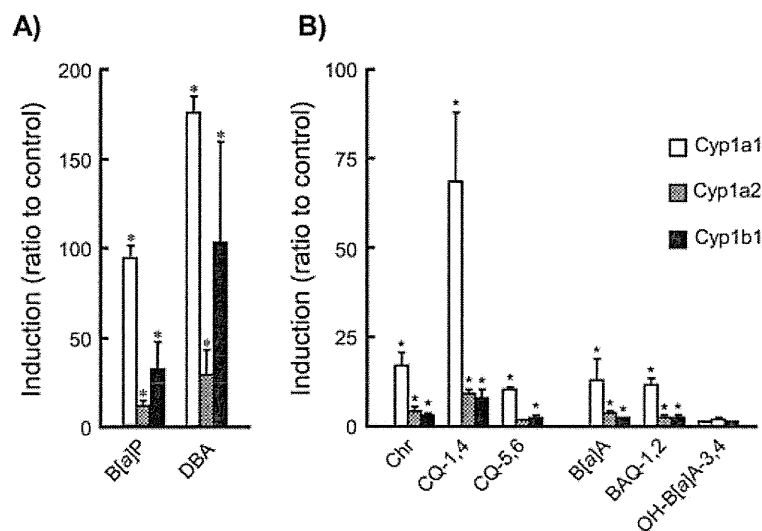 A)
Induction (ratio to control)
200
150
100
50
0
* * * * * *
B[a]P
DBA
B)
Induction (ratio to control)
100
75
50
25
0
* * * * * * * * * * * * * *
Cyp1a1
Cyp1a2
Cyp1b1
Chr
CQ-1,4
CQ-5,6
B[a]A
BAQ-1,2
OH-B[a]A-3,4